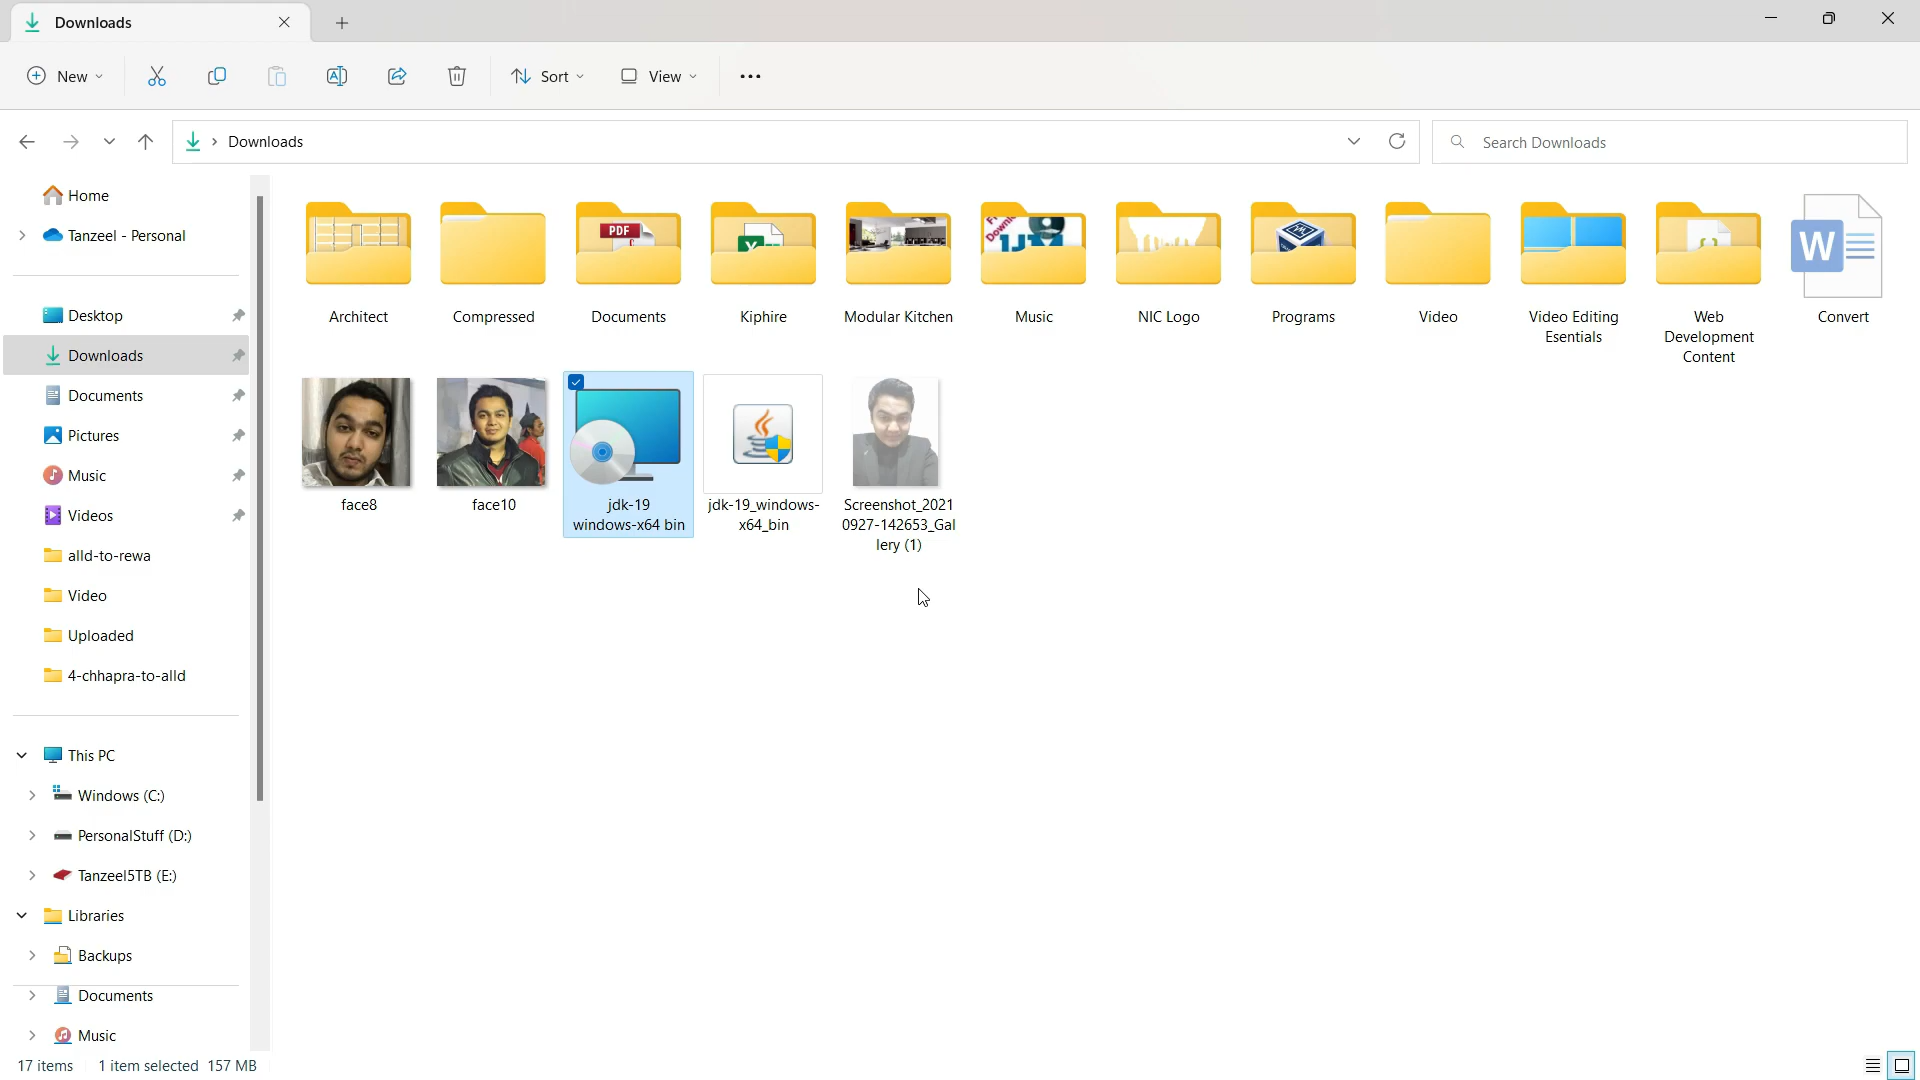 Downloads
New
Sort
View
Downloads
Search Downloads
Home
Tanzeel - Personal
Desktop
Downloads
Documents
Pictures
Music
Videos
alld-to-rewa
Video
Uploaded
4-chhapra-to-alld
This PC
Windows (C:)
PersonalStuff (D:)
Tanzeel5TB (E:)
Libraries
Backups
Documents
Music
PDF
W
Architect
Compressed
Documents
Kiphire
Modular Kitchen
Music
NIC Logo
Programs
Video
Video Editing
Esentials
Web
Development
Content
Convert
face8
face10
jdk-19
windows-x64 bin
jdk-19_windows-
x64_bin
Screenshot_2021
0927-142653_Gal
lery (1)
17 items
1 item selected 157 MB